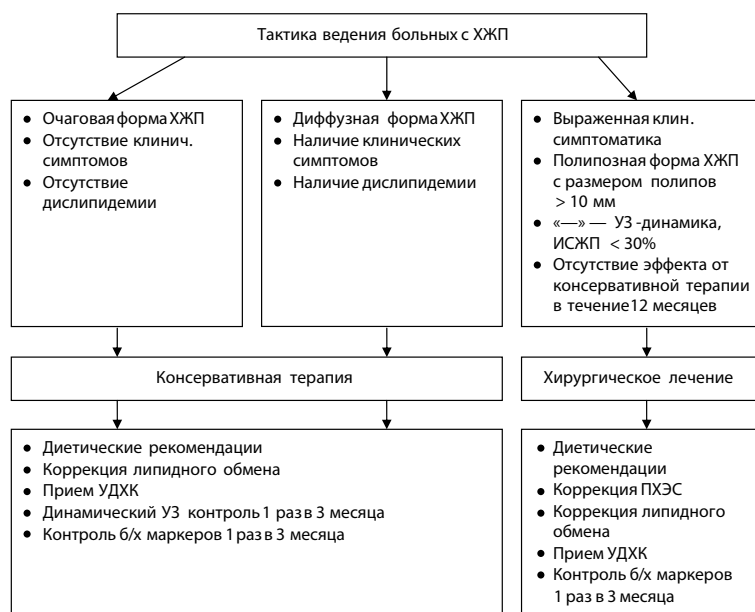 Тактика ведения больных с ХЖП
● Очаговая форма ХЖП
● Отсутствие клинич.
симптомов
● Отсутствие
дислипидемии
● Диффузная форма ХЖП
● Наличие клинических
симптомов
● Наличие дислипидемии
● Выраженная клин.
симптоматика
● Полипозная форма ХЖП
с размером полипов
> 10 мм
● «—» — УЗ -динамика,
ИСЖП < 30%
● Отсутствие эффекта от
консервативной терапии
в течение12 месяцев
Консервативная терапия
Хирургическое лечение
● Диетические рекомендации
● Коррекция липидного обмена
● Прием УДХК
● Динамический УЗ контроль 1 раз в 3 месяца
● Контроль б/х маркеров 1 раз в 3 месяца
● Диетические
рекомендации
● Коррекция ПХЭС
● Коррекция липидного
обмена
● Прием УДХК
● Контроль б/х маркеров
1 раз в 3 месяца